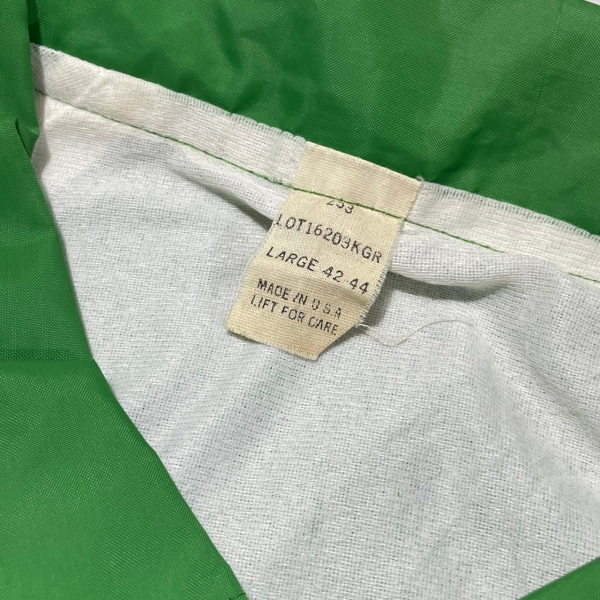 253
LOT16203KGR
LARGE 42-44
MADE IN U.S.A
LIFT FOR CARE